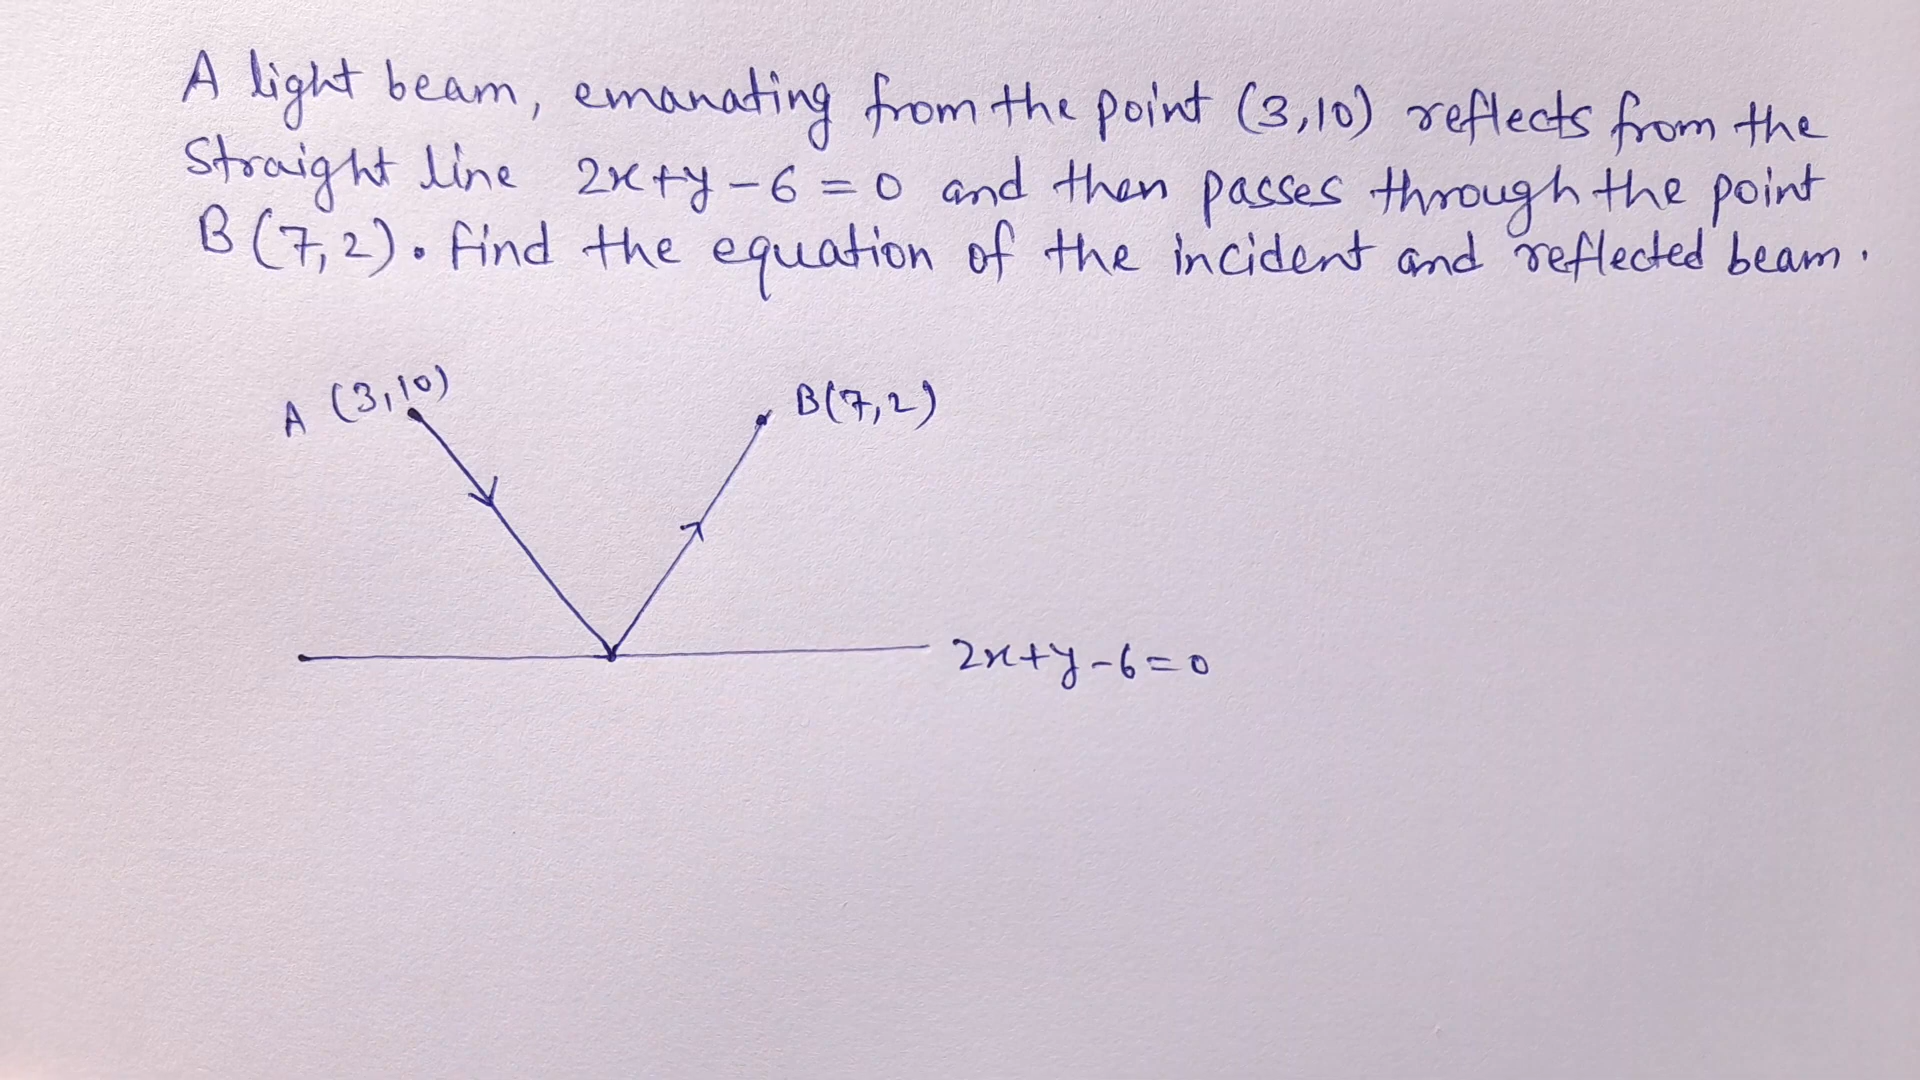 A light beam, emanating from the point (3,10) reflects from the
Straight line 2x+y-6=0 and then passes through the point
B(7,2). find the equation of the incident and reflected beam.
A (3,10)
B(7,2)
2x+y-6=0